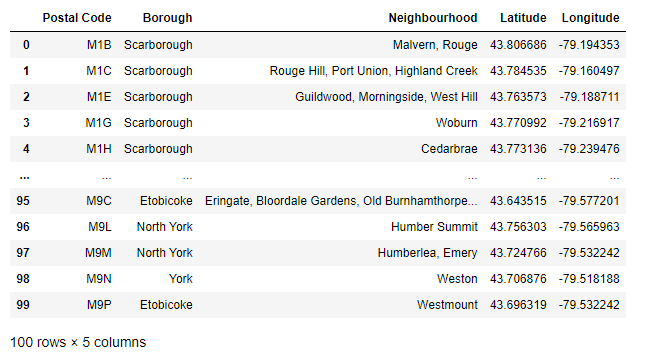 Postal Code Borough Neighbourhood Latitude Longitude
0 M1B Scarborough Malvern, Rouge 43.806686 -79.194353
1 M1C Scarborough Rouge Hill, Port Union, Highland Creek 43.784535 -79.160497
2 M1E Scarborough Guildwood, Morningside, West Hill 43.763573 -79.188711
3 M1G Scarborough Woburn 43.770992 -79.216917
4 M1H Scarborough Cedarbrae 43.773136 -79.239476
... ... ... ... ... ...
95 M9C Etobicoke Eringate, Bloordale Gardens, Old Burnhamthorpe... 43.643515 -79.577201
96 M9L North York Humber Summit 43.756303 -79.565963
97 M9M North York Humberlea, Emery 43.724766 -79.532242
98 M9N York Weston 43.706876 -79.518188
99 M9P Etobicoke Westmount 43.696319 -79.532242
100 rows × 5 columns